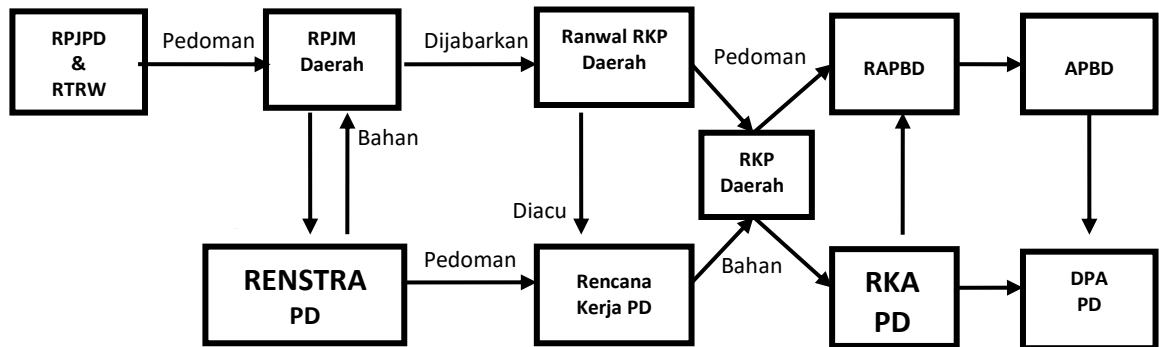 RPJPD
&
RTRW
Pedoman
RPJM
Daerah
Dijabarkan
Ranwal RKP
Daerah
Pedoman
RAPBD
APBD
Bahan
RKP
Daerah
Diacu
RENSTRA
PD
Pedoman
Rencana
Kerja PD
Bahan
RKA
PD
DPA
PD